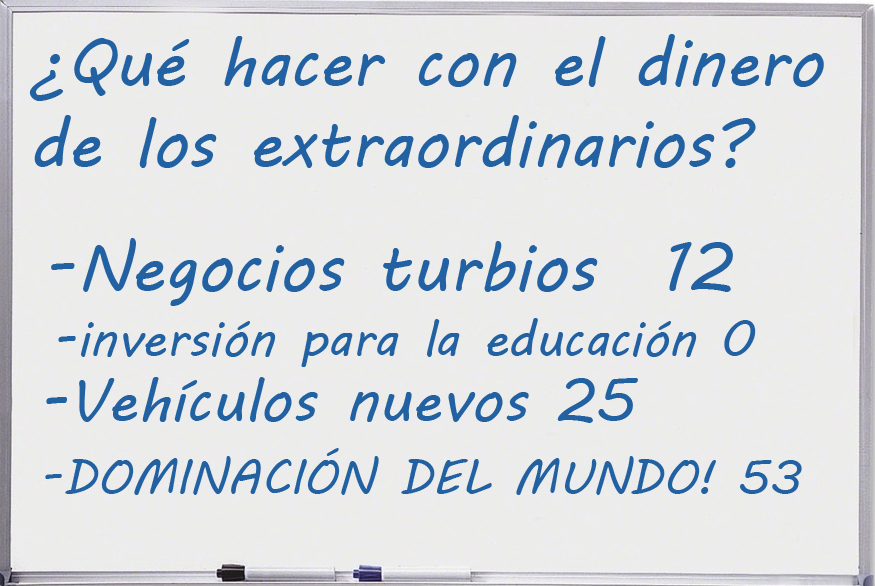 ¿Qué hacer con el dinero
de los extraordinarios?
-Negocios turbios 12
-inversión para la educación 0
-Vehículos nuevos 25
-DOMINACIÓN DEL MUNDO! 53